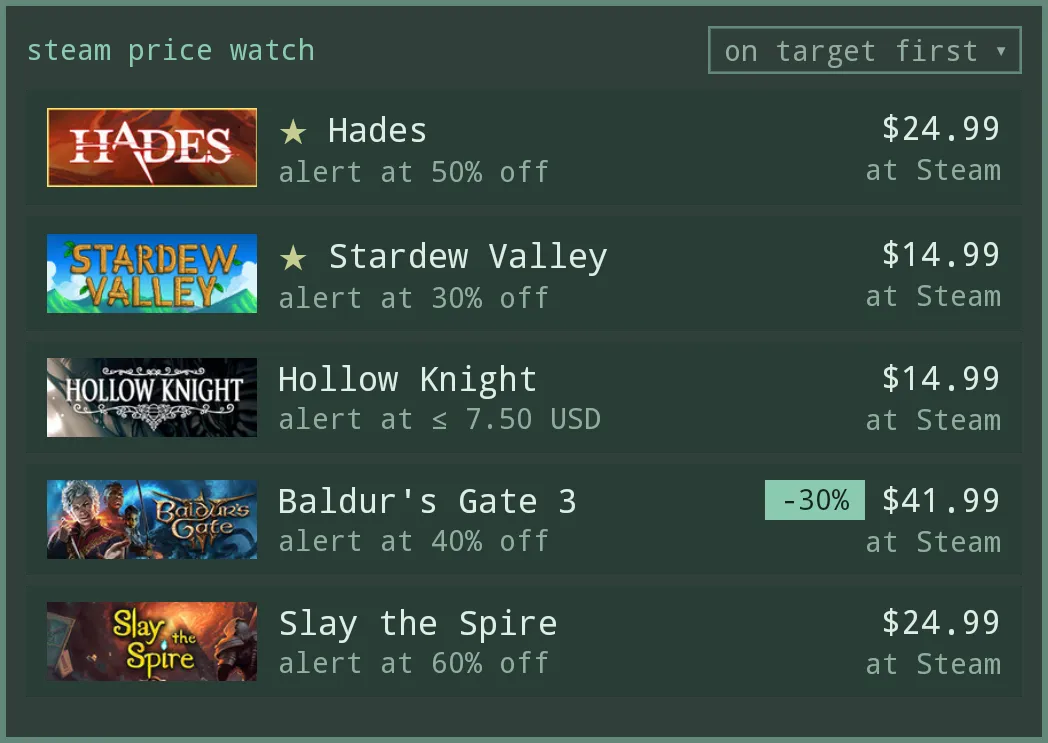 steam price watch
on target first ▾
HADES
★ Hades
alert at 50% off
$24.99
at Steam
STARDEW
VALLEY
★ Stardew Valley
alert at 30% off
$14.99
at Steam
HOLLOW KNIGHT
Hollow Knight
alert at ≤ 7.50 USD
$14.99
at Steam
Baldur's
Gate
Baldur's Gate 3
alert at 40% off
-30% $41.99
at Steam
Slay the
Spire
Slay the Spire
alert at 60% off
$24.99
at Steam